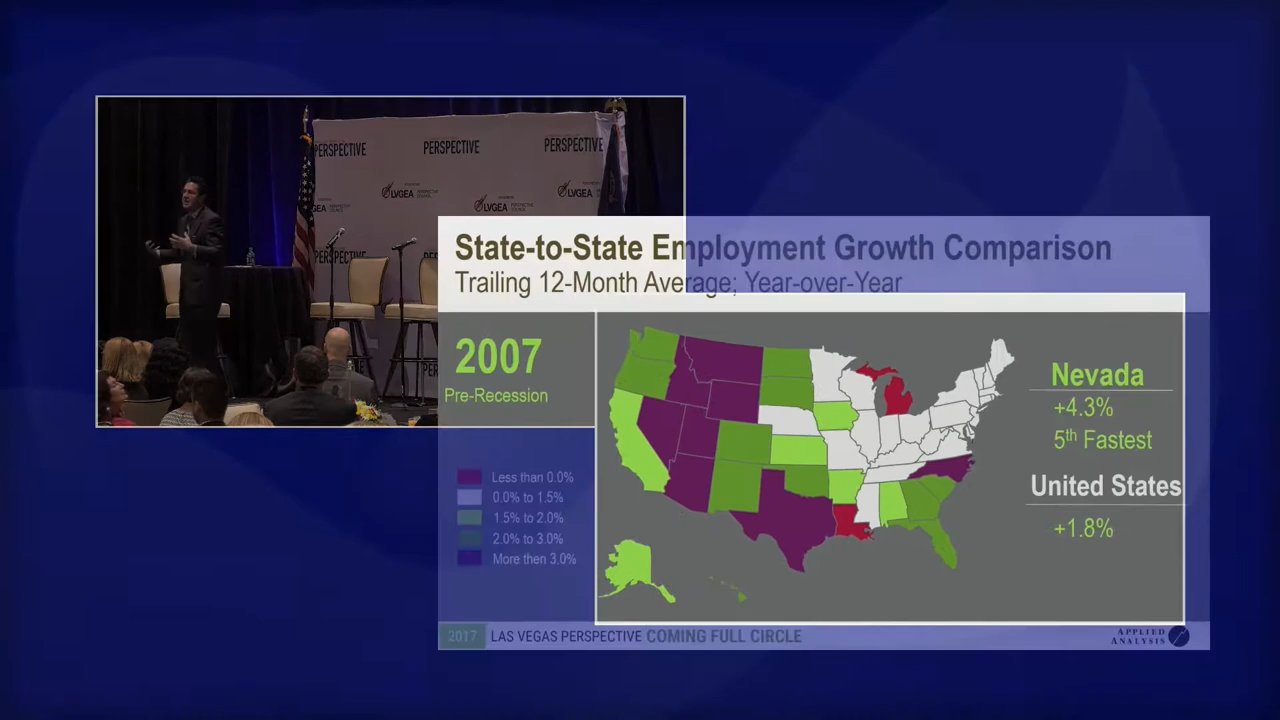 PERSPECTIVE
PERSPECTIVE
PERSPECTIVE
LVGEA
LVGEA
LVGEA
State-to-State Employment Growth Comparison
Trailing 12-Month Average; Year-over-Year
2007
Pre-Recession
Less than 0.0%
0.0% to 1.5%
1.5% to 2.0%
2.0% to 3.0%
More then 3.0%
Nevada
+4.3%
5th Fastest
United States
+1.8%
2017 LAS VEGAS PERSPECTIVE COMING FULL CIRCLE
APPLIED
ANALYSIS